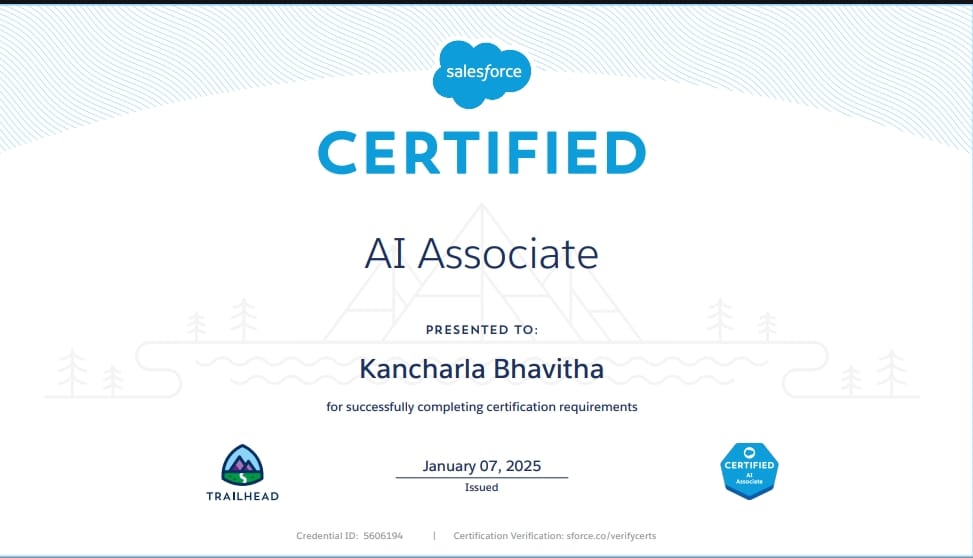 salesforce
CERTIFIED
AI Associate
PRESENTED TO:
Kancharla Bhavitha
for successfully completing certification requirements
January 07, 2025
Issued
TRAILHEAD
CERTIFIED
AI
Associate
Credential ID: 5606194 | Certification Verification: sforce.co/verifycerts